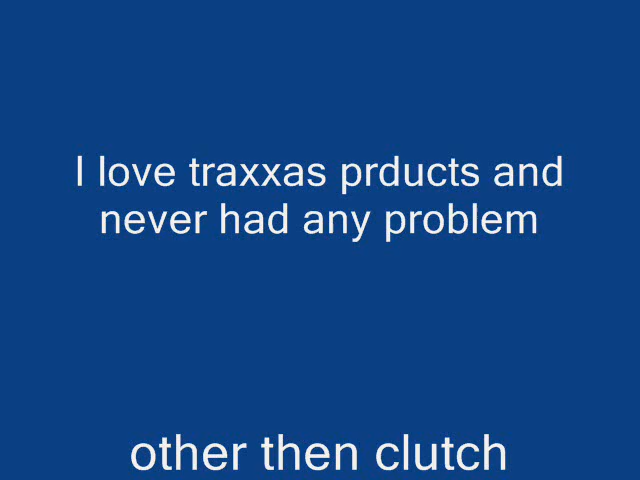 I love traxxas prducts and
never had any problem
other then clutch